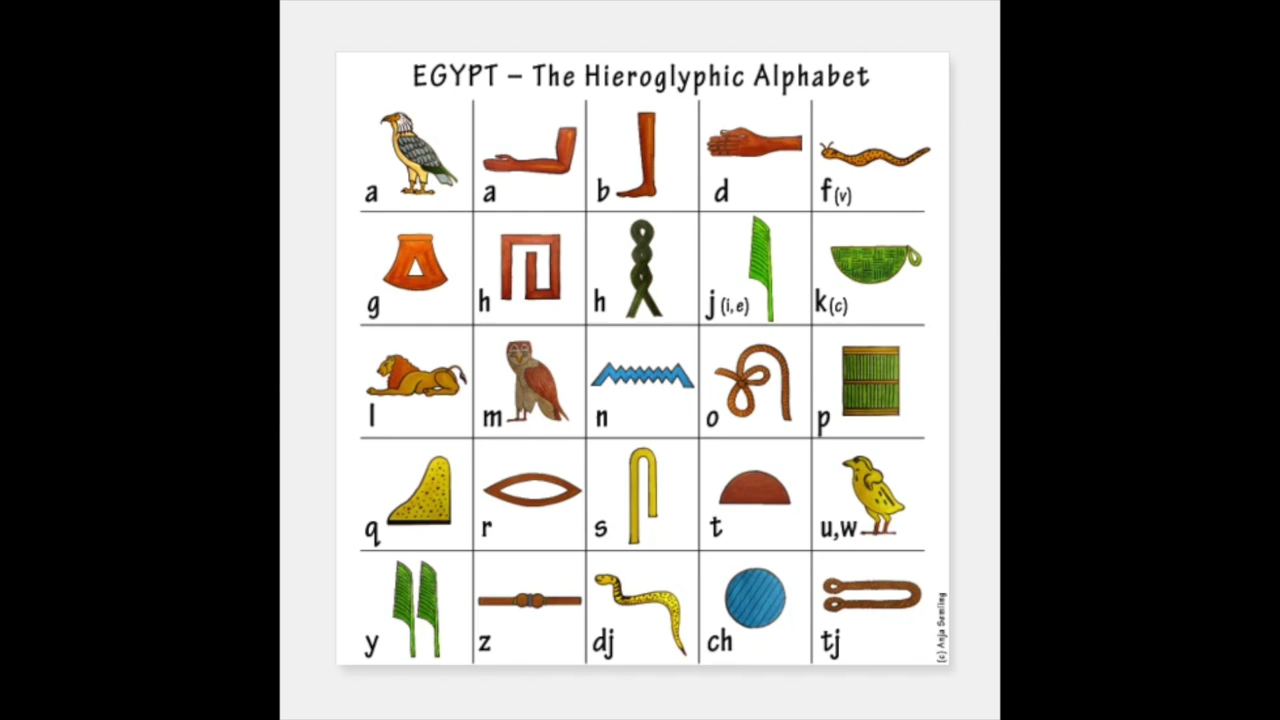 EGYPT – The Hieroglyphic Alphabet
a a b d f (v)
g h h j (i, e) k (c)
l m n o p
q r s t u,w
y z dj ch tj
(c) Anja Semling